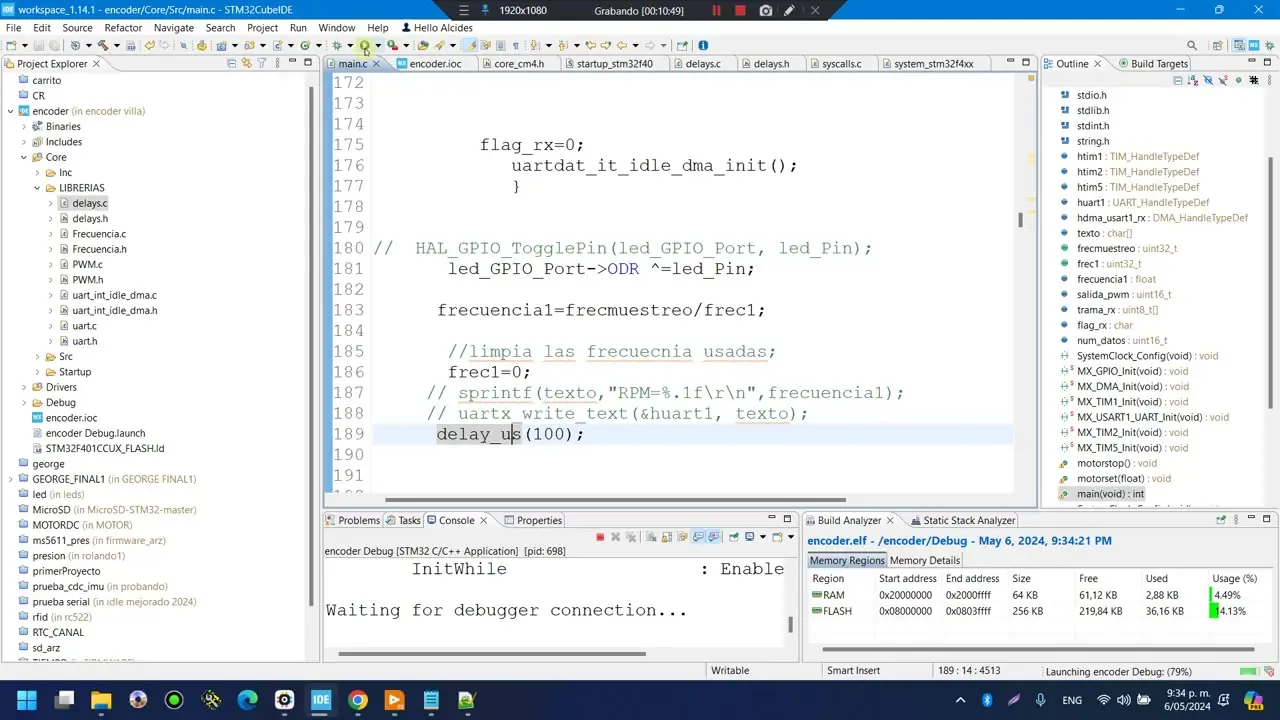 workspace_1.14.1 - encoder/Core/Src/main.c - STM32CubeIDE
1920x1080
Grabando [00:10:49]
File Edit Source Refactor Navigate Search Project Run Window Help Hello Alcides
Project Explorer
carrito
CR
encoder (in encoder villa)
Binaries
Includes
Core
Inc
LIBRERIAS
delays.c
delays.h
Frecuencia.c
Frecuencia.h
PWM.c
PWM.h
uart_int_idle_dma.c
uart_int_idle_dma.h
uart.c
uart.h
Src
Startup
Drivers
Debug
encoder.ioc
encoder Debug.launch
STM32F401CCUX_FLASH.ld
george
GEORGE_FINAL1 (in GEORGE FINAL1)
led (in leds)
MicroSD (in MicroSD-STM32-master)
MOTORDC (in MOTOR)
ms5611_pres (in firmware_arz)
presion (in rolando1)
primerProyecto
prueba_cdc_imu (in probando)
prueba serial (in idle mejorado 2024)
rfid (in rc522)
RTC_CANAL
sd_arz
main.c encoder.ioc core_cm4.h startup_stm32f40 delays.c delays.h syscalls.c system_stm32f4xx
172
173
174
175 flag_rx=0;
176 uartdat_it_idle_dma_init();
177 }
178
179
180 // HAL_GPIO_TogglePin(led_GPIO_Port, led_Pin);
181 led_GPIO_Port->ODR ^=led_Pin;
182
183 frecuencia1=frecmuestreo/frec1;
184
185 //limpia las frecuecnia usadas;
186 frec1=0;
187 // sprintf(texto,"RPM=%.1f\r\n",frecuencia1);
188 // uartx_write_text(&huart1, texto);
189 delay_us(100);
190
191
Outline Build Targets
stdio.h
stdlib.h
stdint.h
string.h
htim1 : TIM_HandleTypeDef
htim2 : TIM_HandleTypeDef
htim5 : TIM_HandleTypeDef
huart1 : UART_HandleTypeDef
hdma_usart1_rx : DMA_HandleTypeDef
texto : char[]
frecmuestreo : uint32_t
frec1 : uint32_t
frecuencia1 : float
salida_pwm : uint16_t
trama_rx : uint8_t[]
flag_rx : char
num_datos : uint16_t
SystemClock_Config(void) : void
MX_GPIO_Init(void) : void
MX_DMA_Init(void) : void
MX_TIM1_Init(void) : void
MX_USART1_UART_Init(void) : void
MX_TIM2_Init(void) : void
MX_TIM5_Init(void) : void
motorstop() : void
motorset(float) : void
main(void) : int
Problems Tasks Console Properties
encoder Debug [STM32 C/C++ Application] [pid: 698]
InitWhile : Enable
Waiting for debugger connection...
Build Analyzer Static Stack Analyzer
encoder.elf - /encoder/Debug - May 6, 2024, 9:34:21 PM
Memory Regions Memory Details
Region Start address End address Size Free Used Usage (%)
RAM 0x20000000 0x2000ffff 64 KB 61,12 KB 2,88 KB 4.49%
FLASH 0x08000000 0x0803ffff 256 KB 219,84 KB 36,16 KB 14.13%
Writable Smart Insert 189 : 14 : 4513 Launching encoder Debug: (79%)
IDE
ENG
9:34 p. m.
6/05/2024